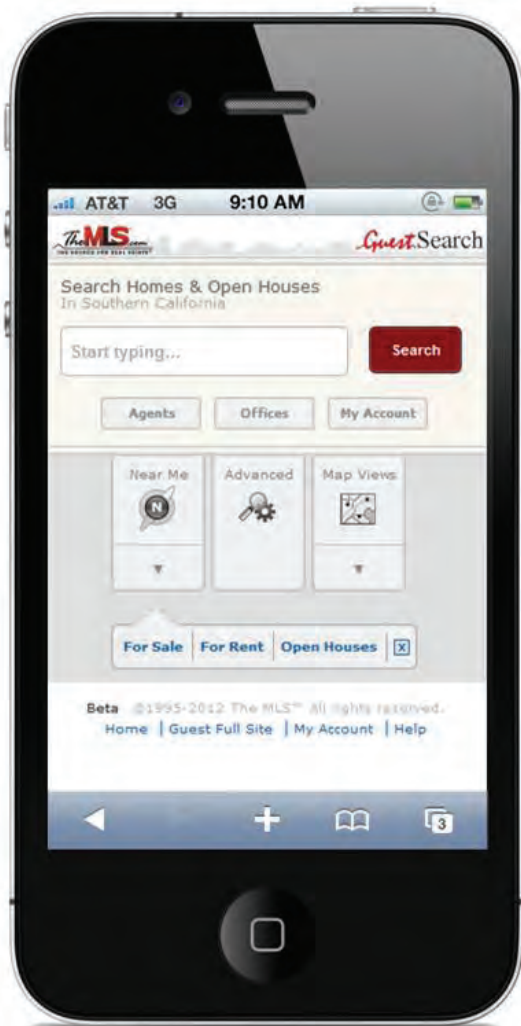 AT&T 3G 9:10 AM
TheMLS.com GuestSearch
THE SOURCE FOR REAL ESTATE
Search Homes & Open Houses
In Southern California
Start typing... Search
Agents Offices My Account
Near Me Advanced Map Views
N
For Sale For Rent Open Houses X
Beta ©1995-2012 The MLS™ All rights reserved.
Home | Guest Full Site | My Account | Help
3